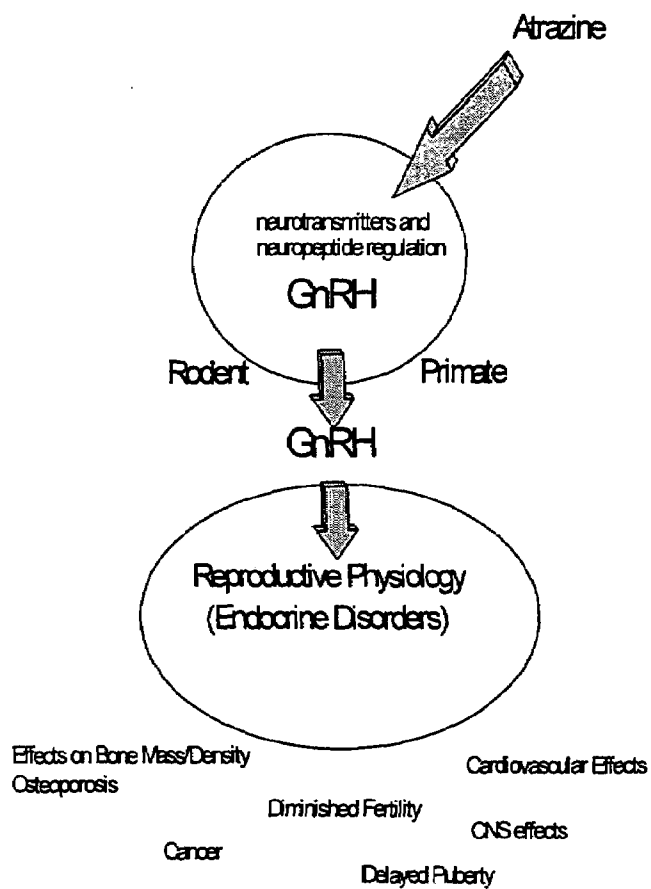 Atrazine
neurotransmitters and
neuropeptide regulation
GnRH
Rodent Primate
GnRH
Reproductive Physiology
(Endocrine Disorders)
Effects on Bone Mass/Density
Osteoporosis
Cardiovascular Effects
Diminished Fertility
CNS effects
Cancer
Delayed Puberty